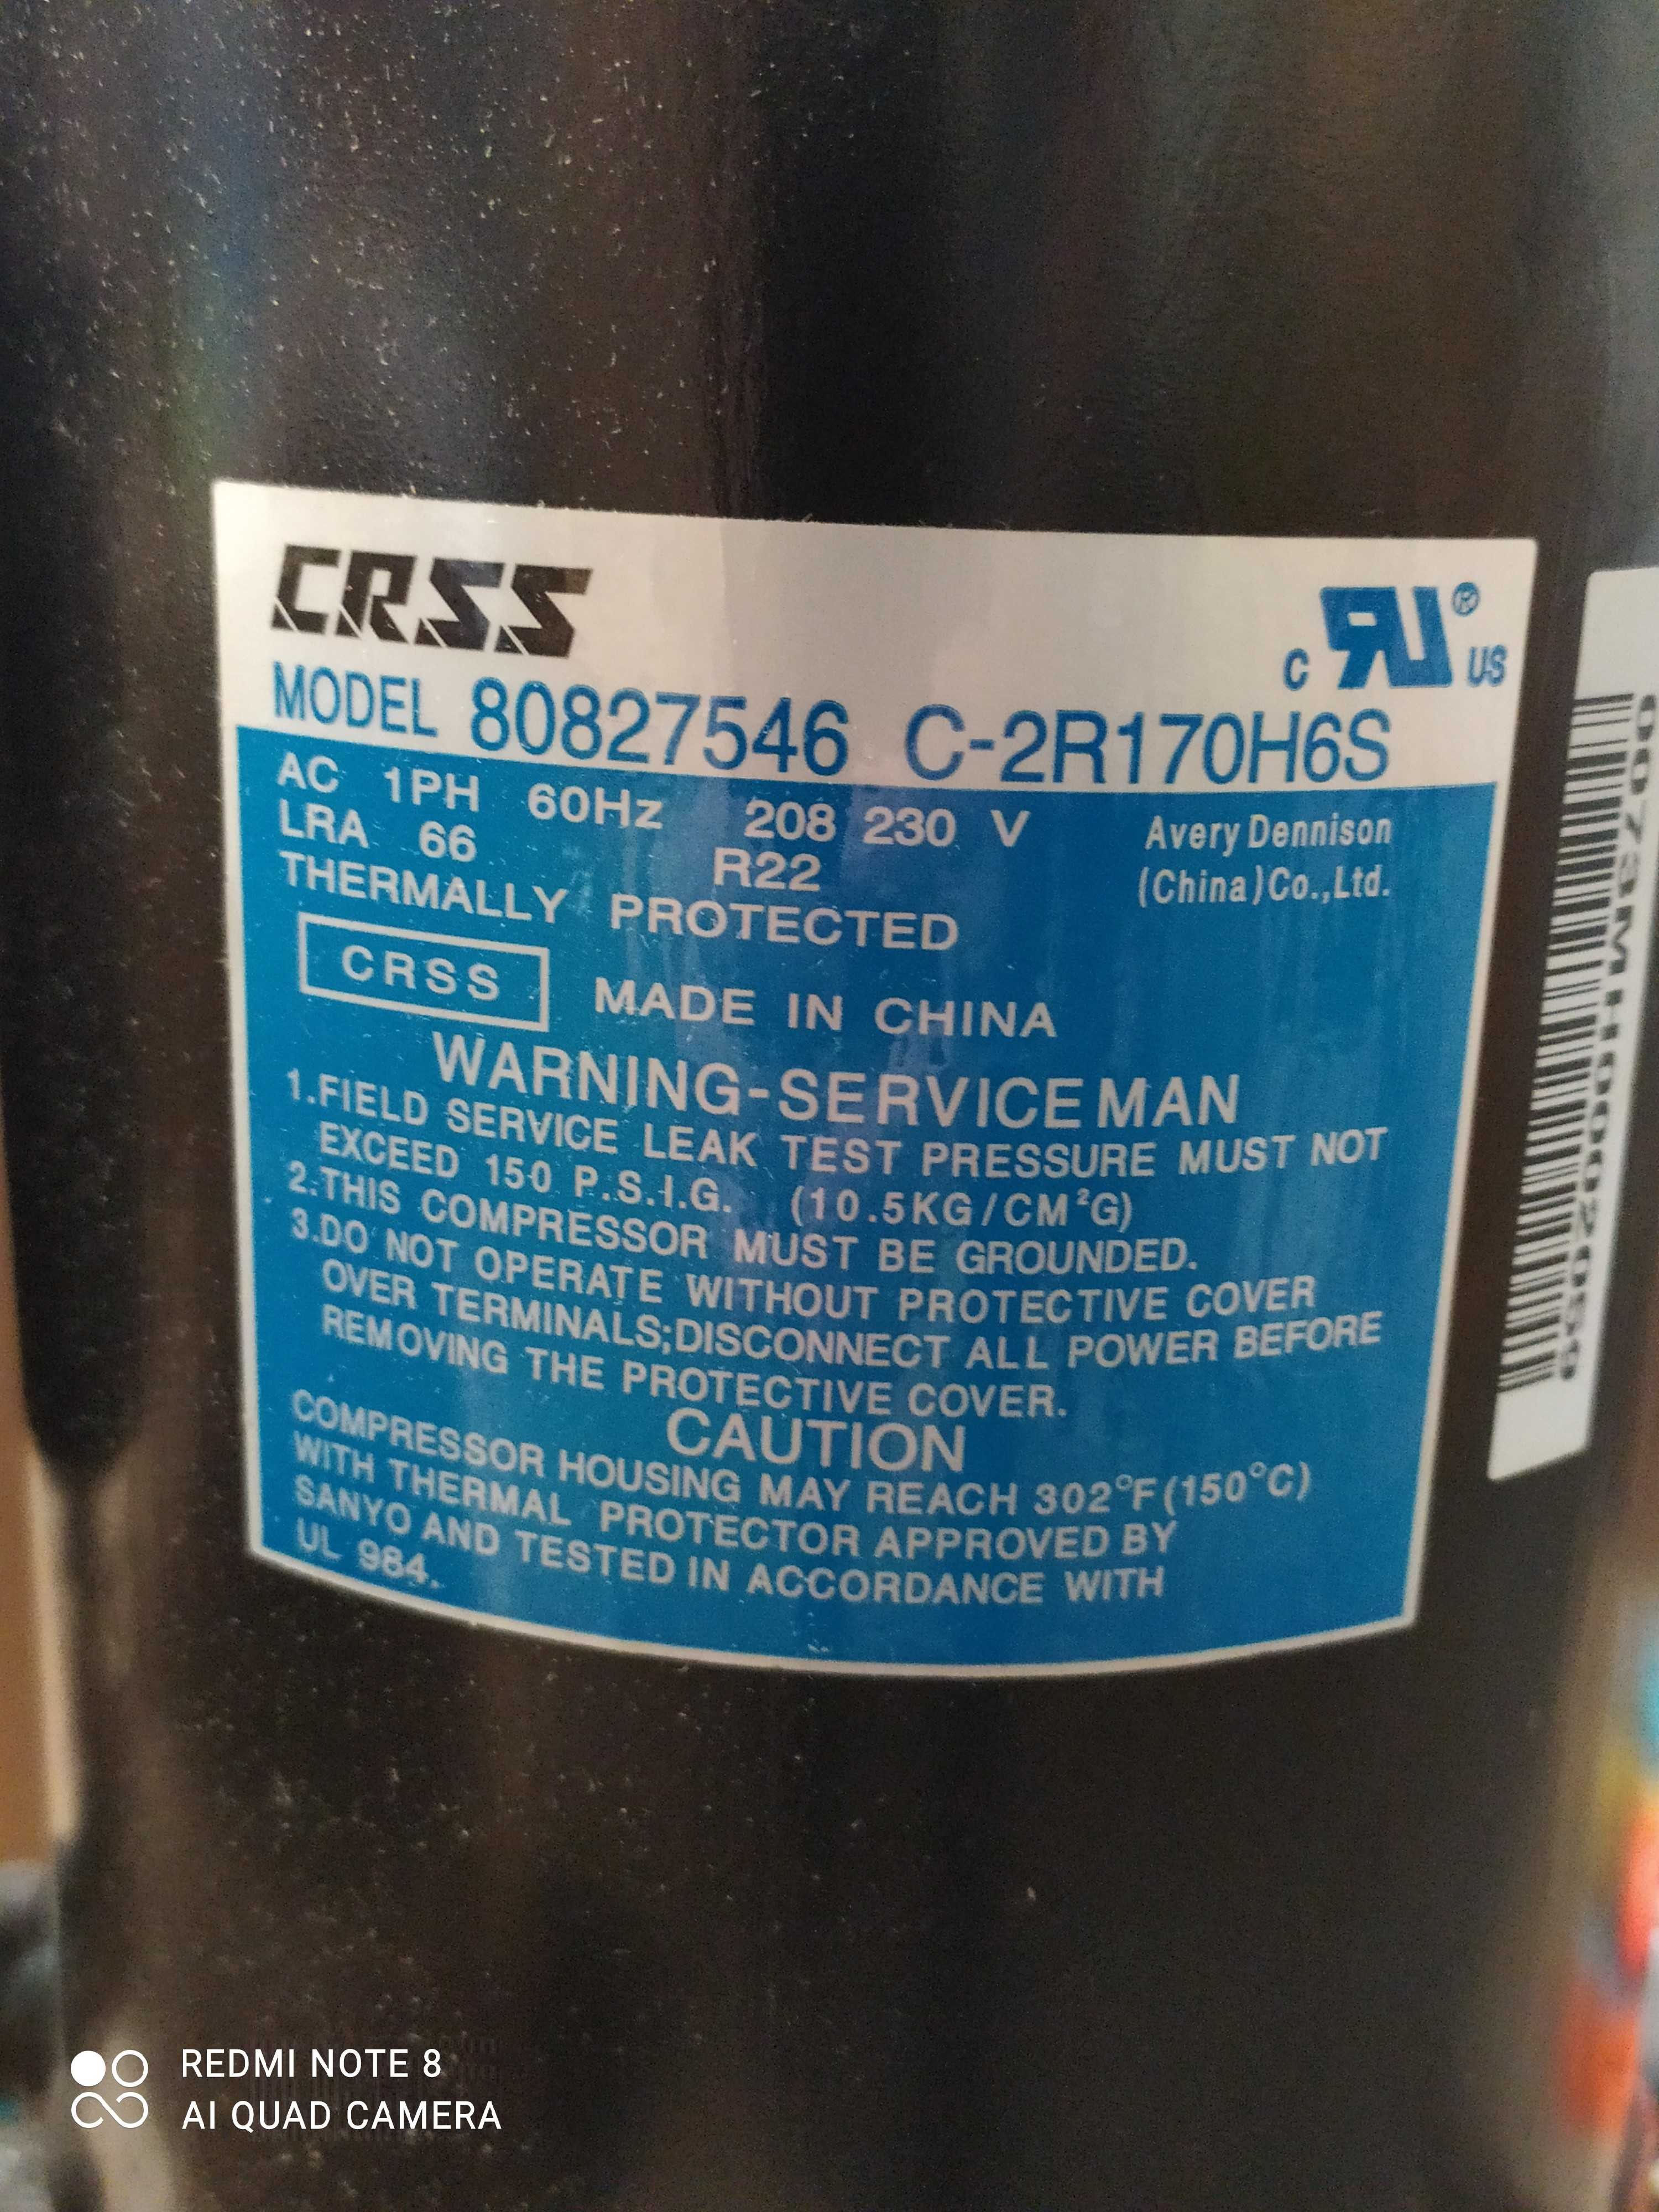 CRSS
C RU® US
MODEL 80827546 C-2R170H6S
AC 1PH 60Hz 208 230 V
LRA 66 R22
THERMALLY PROTECTED
Avery Dennison
(China)Co.,Ltd.
CRSS MADE IN CHINA
WARNING-SERVICEMAN
1.FIELD SERVICE LEAK TEST PRESSURE MUST NOT
EXCEED 150 P.S.I.G. (10.5KG/CM²G)
2.THIS COMPRESSOR MUST BE GROUNDED.
3.DO NOT OPERATE WITHOUT PROTECTIVE COVER
OVER TERMINALS;DISCONNECT ALL POWER BEFORE
REMOVING THE PROTECTIVE COVER.
CAUTION
COMPRESSOR HOUSING MAY REACH 302°F(150°C)
WITH THERMAL PROTECTOR APPROVED BY
SANYO AND TESTED IN ACCORDANCE WITH
UL 984.
REDMI NOTE 8
AI QUAD CAMERA